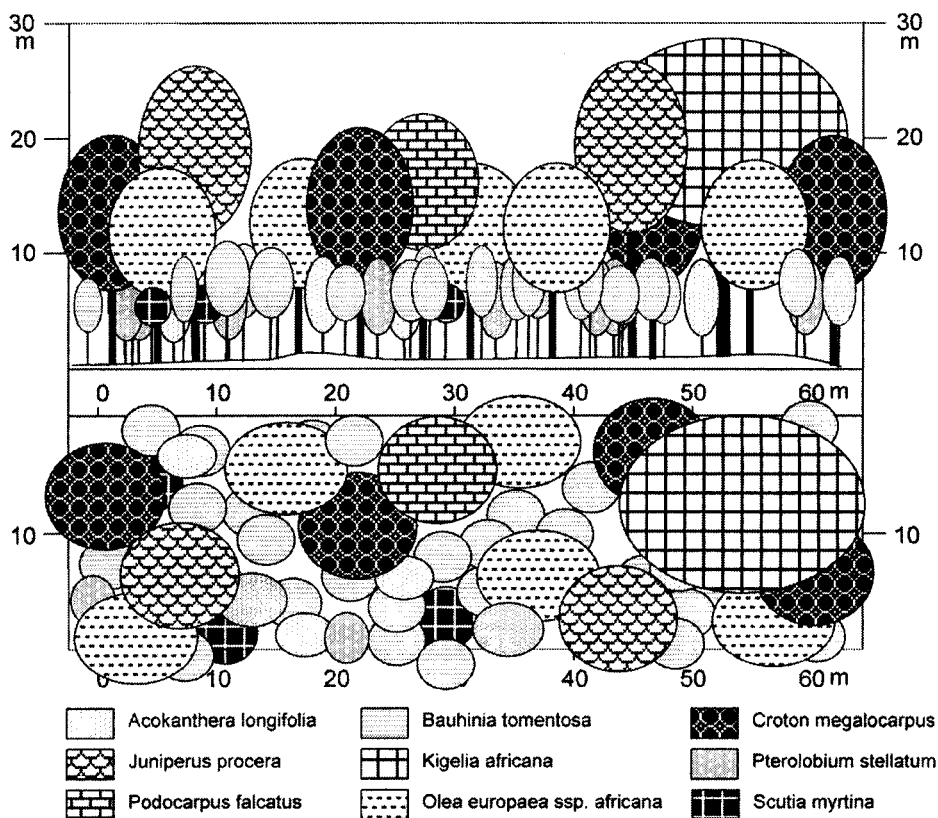 30 30
m m
20 20
10 10
0 10 20 30 40 50 60 m
10 10
0 10 20 30 40 50 60 m
Acokanthera longifolia Bauhinia tomentosa Croton megalocarpus
Juniperus procera Kigelia africana Pterolobium stellatum
Podocarpus falcatus Olea europaea ssp. africana Scutia myrtina